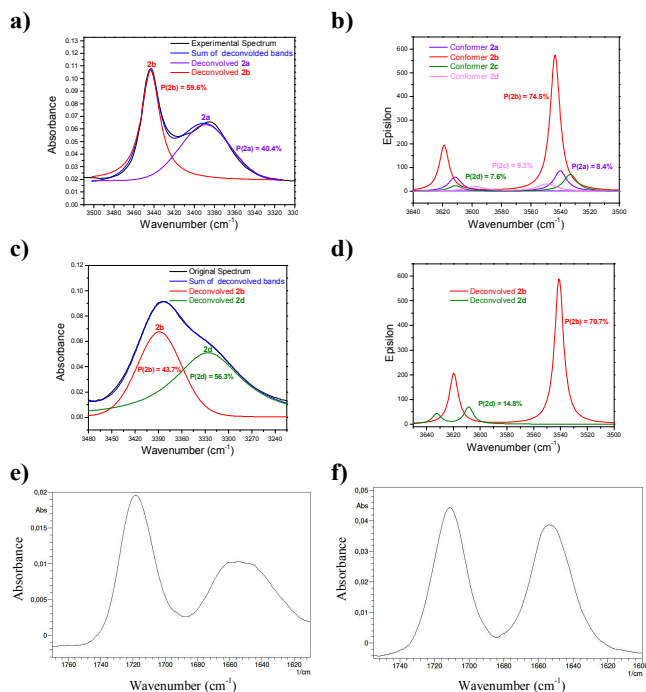 a)
0.13
0.12
0.11
0.10
0.09
0.08
0.07
0.06
0.05
0.04
0.03
0.02
0.01
0.00
Absorbance
2b
Experimental Spectrum
Sum of deconvolded bands
Deconvolved 2a
Deconvolved 2b
P(2b) = 59.6%
2a
P(2a) = 40.4%
3500 3480 3460 3440 3420 3400 3380 3360 3340 3320 3300
Wavenumber (cm-1)
b)
600
500
400
300
200
100
0
Episilon
Conformer 2a
Conformer 2b
Conformer 2c
Conformer 2d
P(2b) = 74.5%
P(2c) = 9.3%
P(2d) = 7.6%
P(2a) = 8.4%
3640 3620 3600 3580 3560 3540 3520 3500
Wavenumber (cm-1)
c)
0.12
0.10
0.08
0.06
0.04
0.02
0.00
Absorbance
Original Spectrum
Sum of deconvolved bands
Deconvolved 2b
Deconvolved 2d
2b
2d
P(2b) = 43.7%
P(2d) = 56.3%
3480 3450 3420 3390 3360 3330 3300 3270 3240
Wavenumber (cm-1)
d)
600
500
400
300
200
100
0
Episilon
Deconvolved 2b
Deconvolved 2d
P(2b) = 70.7%
P(2d) = 14.8%
3640 3620 3600 3580 3560 3540 3520 3500
Wavenumber (cm-1)
e)
0,02
Abs
0,015
0,01
0,005
0
Absorbance
1760 1740 1720 1700 1680 1660 1640 1620
1/cm
Wavenumber (cm-1)
f)
0,05
Abs
0,04
0,03
0,02
0,01
0
Absorbance
1740 1720 1700 1680 1660 1640 1620 1600
1/cm
Wavenumber (cm-1)